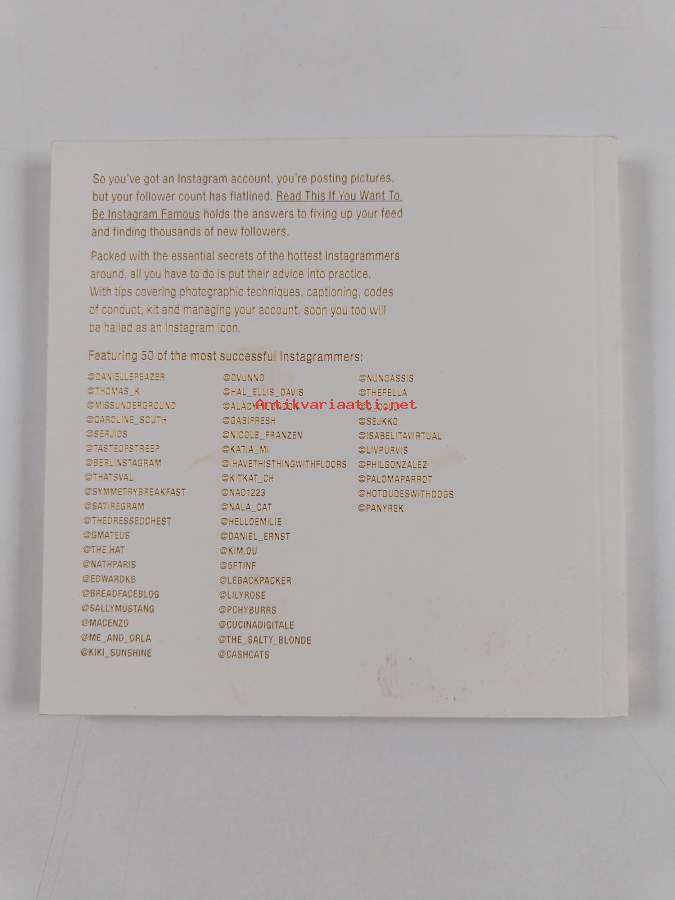 So you've got an Instagram account, you're posting pictures,
but your follower count has flatlined. Read This If You Want To
Be Instagram Famous holds the answers to fixing up your feed
and finding thousands of new followers.
Packed with the essential secrets of the hottest Instagrammers
around, all you have to do is put their advice into practice.
With tips covering photographic techniques, captioning, codes
of conduct, kit and managing your account, soon you too will
be hailed as an Instagram icon.
Featuring 50 of the most successful Instagrammers:
@DANIELLEPEAZER
@THOMAS_K
@MISSUNDERGROUND
@CAROLINE_SOUTH
@SERJIOS
@TASTEOFSTREEP
@BERLINSTAGRAM
@THATSVAL
@SYMMETRYBREAKFAST
@SATIREGRAM
@THEDRESSEDCHEST
@GMATEUS
@THE.HAT
@NATHPARIS
@EDWARDKB
@BREADFACEBLOG
@SALLYMUSTANG
@MACENZO
@ME_AND_ORLA
@KIKI_SUNSHINE
@OVUNNO
@HAL_ELLIS_DAVIS
@GABIFRESH
@NICOLE_FRANZEN
@KATIA_MI
@IHAVETHISTHINGWITHFLOORS
@KITKAT_CH
@NAO1223
@NALA_CAT
@HELLOEMILIE
@DANIEL_ERNST
@KIM.OU
@5FTINF
@LEBACKPACKER
@LILYROSE
@PCHYBURRS
@CUCINADIGITALE
@THE_SALTY_BLONDE
@CASHCATS
@NUNOASSIS
@THEFELLA
@SEJKKO
@ISABELITAVIRTUAL
@LIVPURVIS
@PHILGONZALEZ
@PALOMAPARROT
@HOTDUDESWITHDOGS
@PANYREK
Antikvariaatti.net